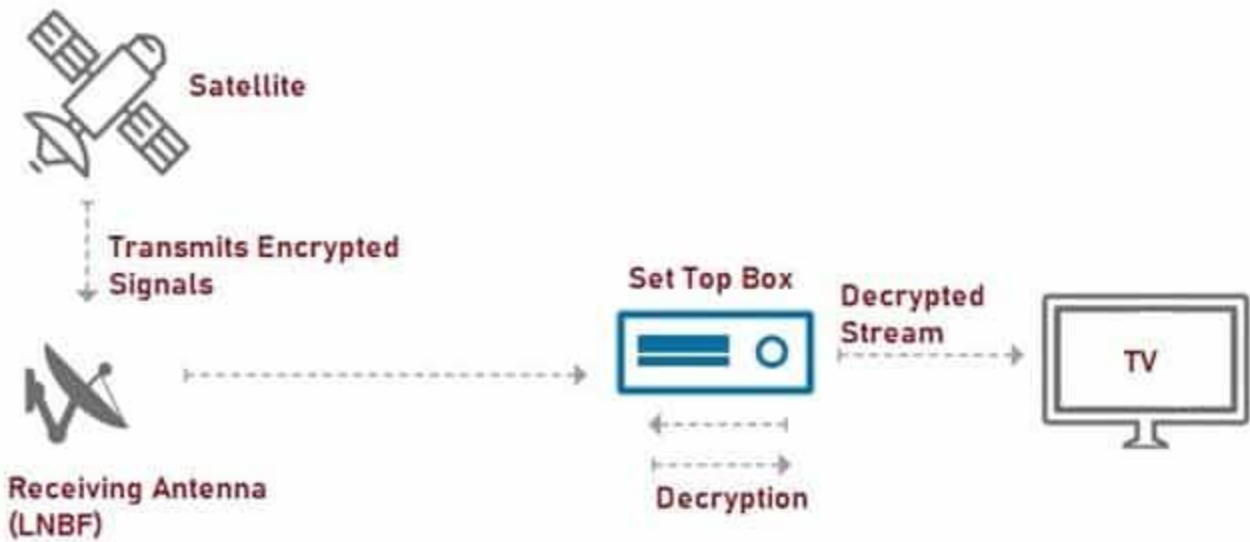 Satellite
Transmits Encrypted
Signals
Set Top Box
Decrypted
Stream
TV
Receiving Antenna
(LNBF)
Decryption